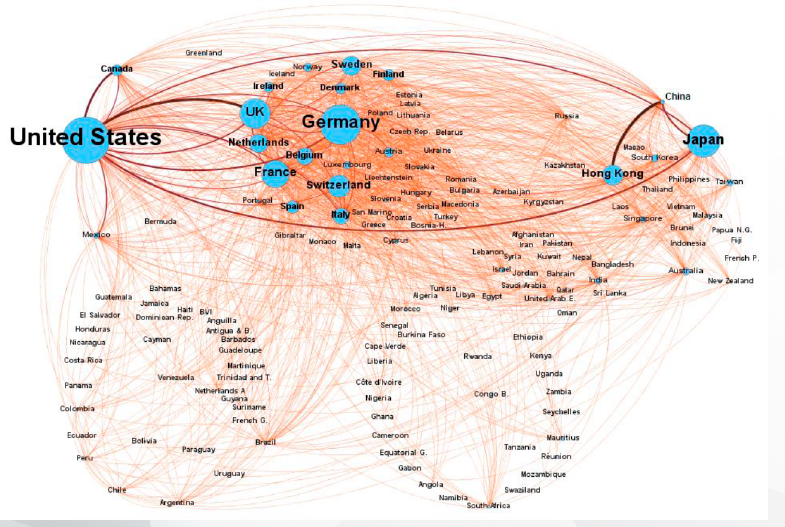 Greenland
Canada
Norway
Iceland
Sweden
Finland
Ireland
Denmark
Estonia
Latvia
China
UK
Poland
Lithuania
Russia
Germany
United States
Czech Rep.
Belarus
Japan
Netherlands
Macao
Belgium
Austria
Ukraine
South Korea
Luxembourg
Slovakia
Kazakhstan
France
Liechtenstein
Romania
Hong Kong
Philippines
Taiwan
Switzerland
Hungary
Bulgaria
Azerbaijan
Thailand
Portugal
Slovenia
Serbia
Macedonia
Kyrgyzstan
Spain
San Marino
Laos
Vietnam
Italy
Croatia
Turkey
Singapore
Malaysia
Bermuda
Greece
Bosnia-H.
Brunei
Papua N.G.
Mexico
Gibraltar
Monaco
Malta
Cyprus
Afghanistan
Iran
Pakistan
Indonesia
Fiji
Lebanon
Syria
Kuwait
Nepal
French P.
Bangladesh
Israel
Jordan
Bahrain
Australia
India
New Zealand
Bahamas
Tunisia
Saudi Arabia
Qatar
Sri Lanka
Guatemala
Algeria
Libya
Egypt
United Arab E.
Jamaica
Haiti
BVI
Morocco
Niger
Oman
El Salvador
Dominican Rep.
Anguilla
Honduras
Antigua & B.
Senegal
Burkina Faso
Nicaragua
Cayman
Barbados
Ethiopia
Guadeloupe
Cape Verde
Costa Rica
Martinique
Liberia
Rwanda
Kenya
Panama
Venezuela
Trinidad and T.
Côte d'Ivoire
Uganda
Netherlands A
Guyana
Nigeria
Congo B.
Zambia
Colombia
Suriname
French G.
Ghana
Seychelles
Ecuador
Bolivia
Brazil
Cameroon
Mauritius
Paraguay
Equatorial G.
Tanzania
Réunion
Peru
Gabon
Uruguay
Mozambique
Chile
Angola
Swaziland
Argentina
Namibia
South Africa